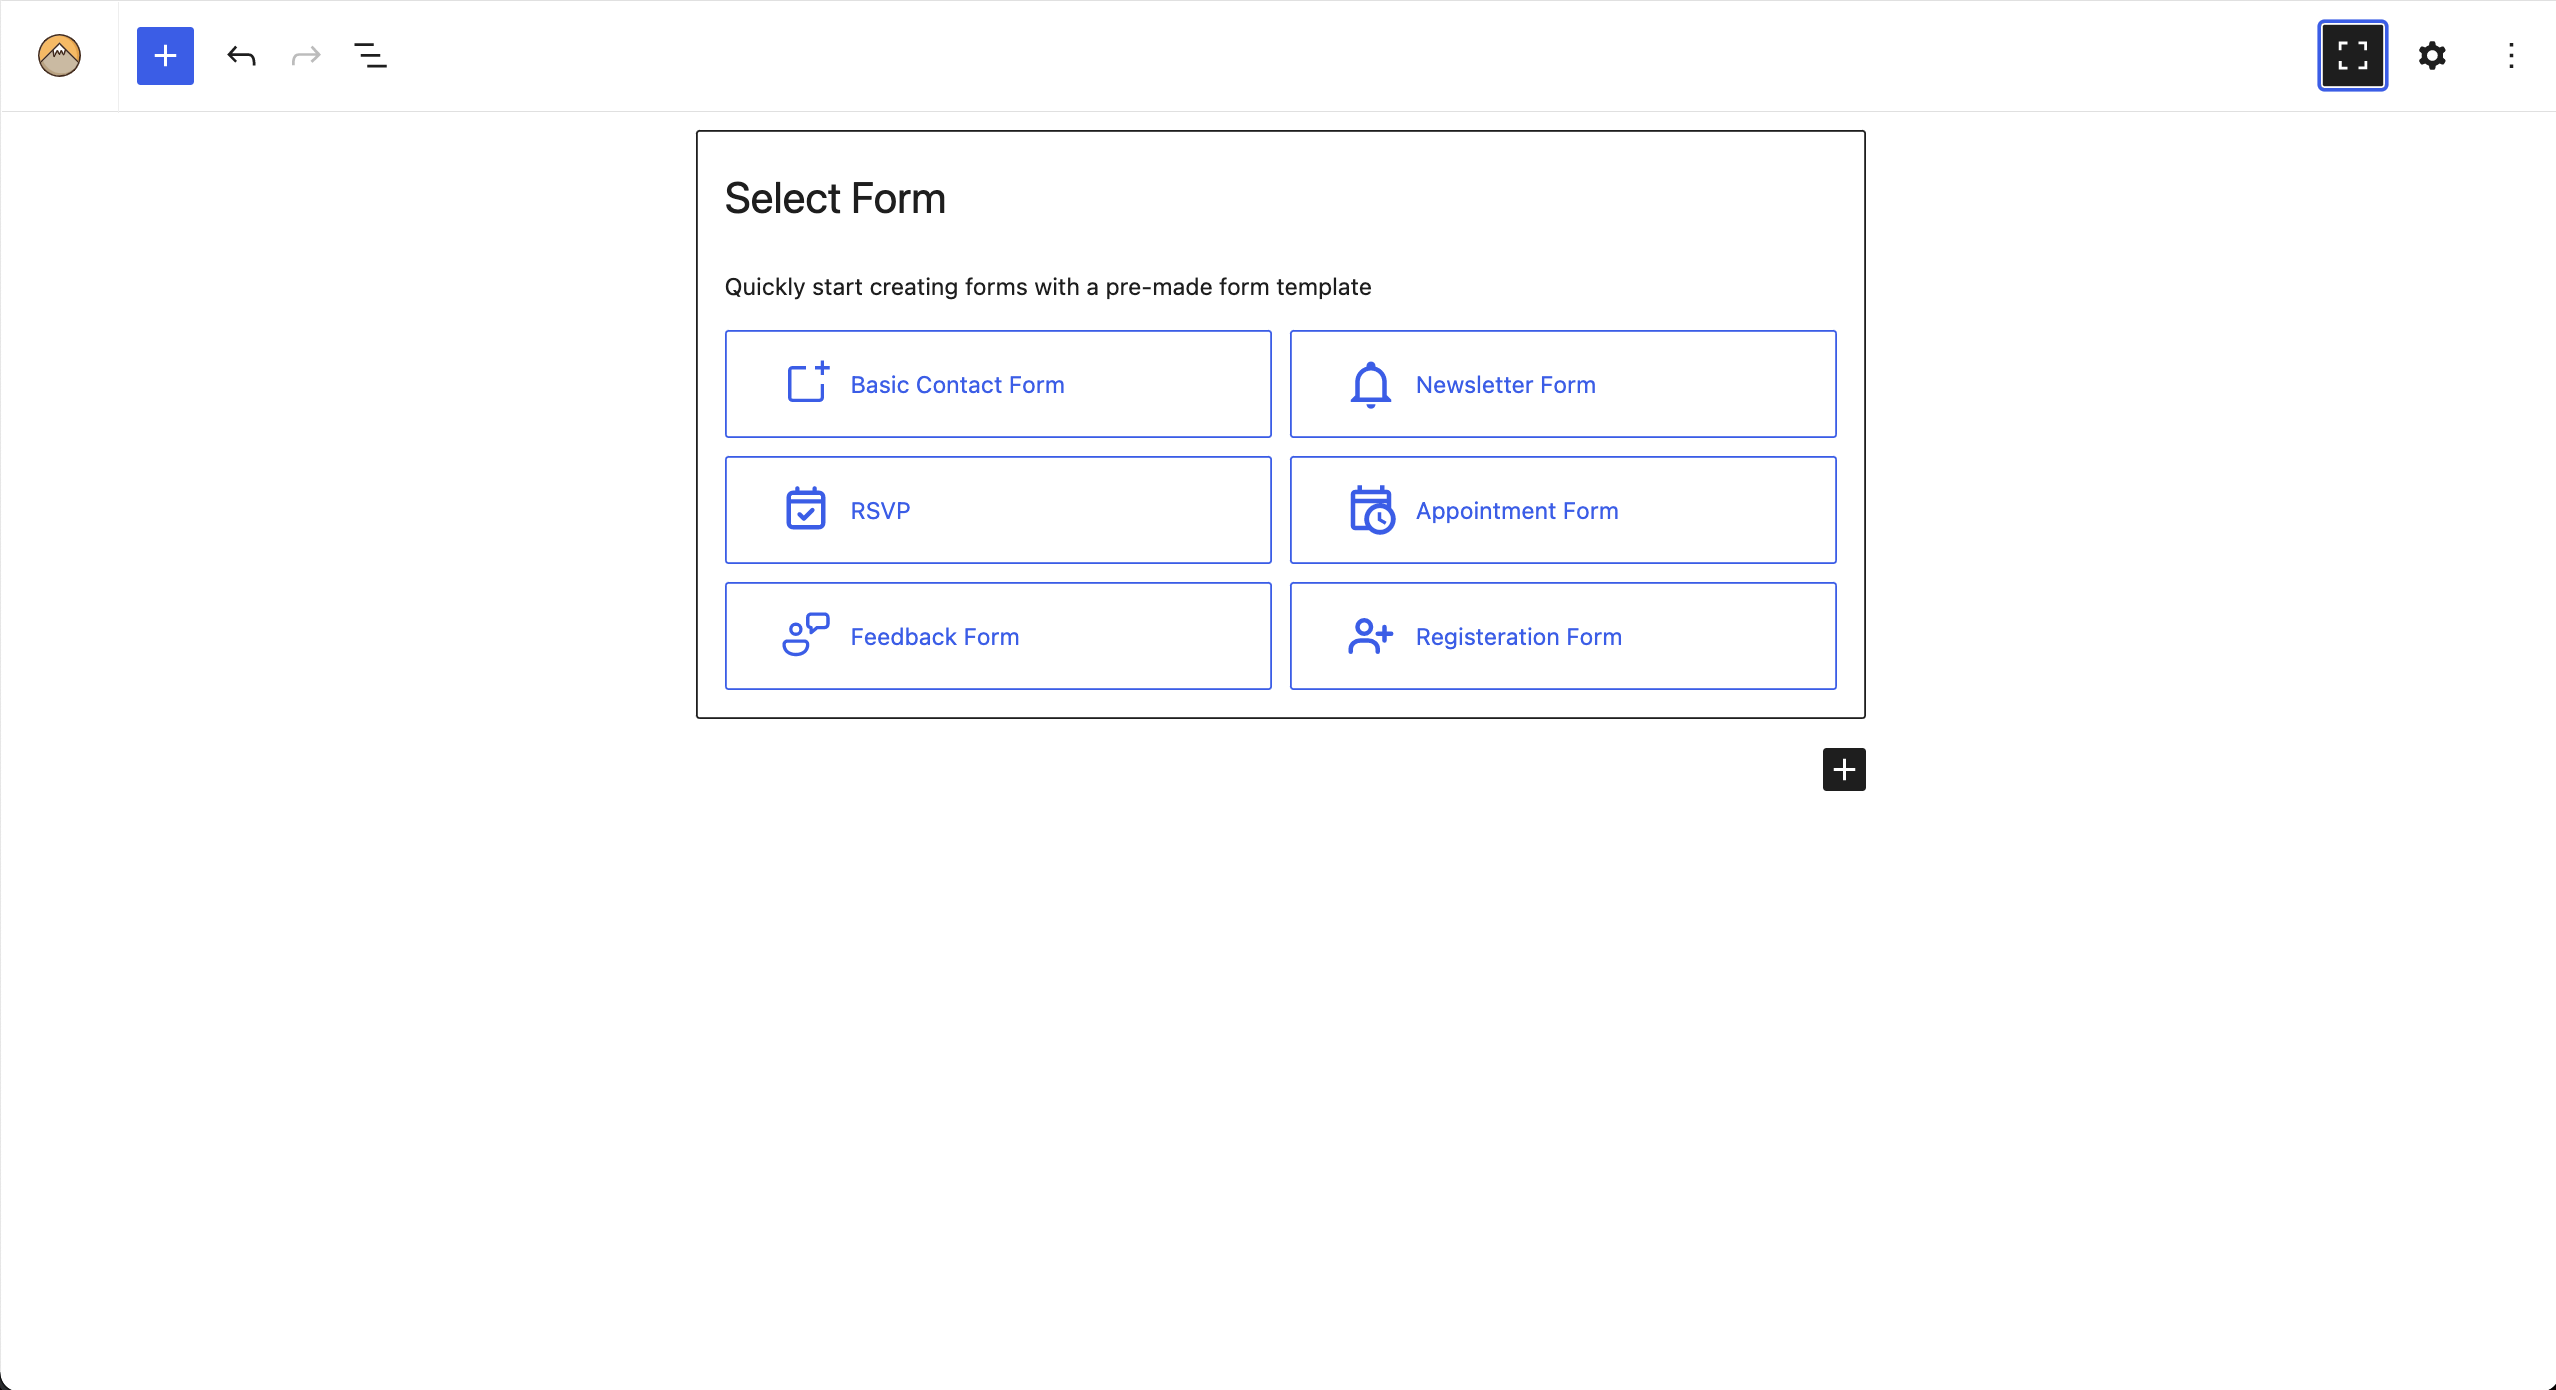 Select Form
Quickly start creating forms with a pre-made form template
Basic Contact Form
Newsletter Form
RSVP
Appointment Form
Feedback Form
Registeration Form